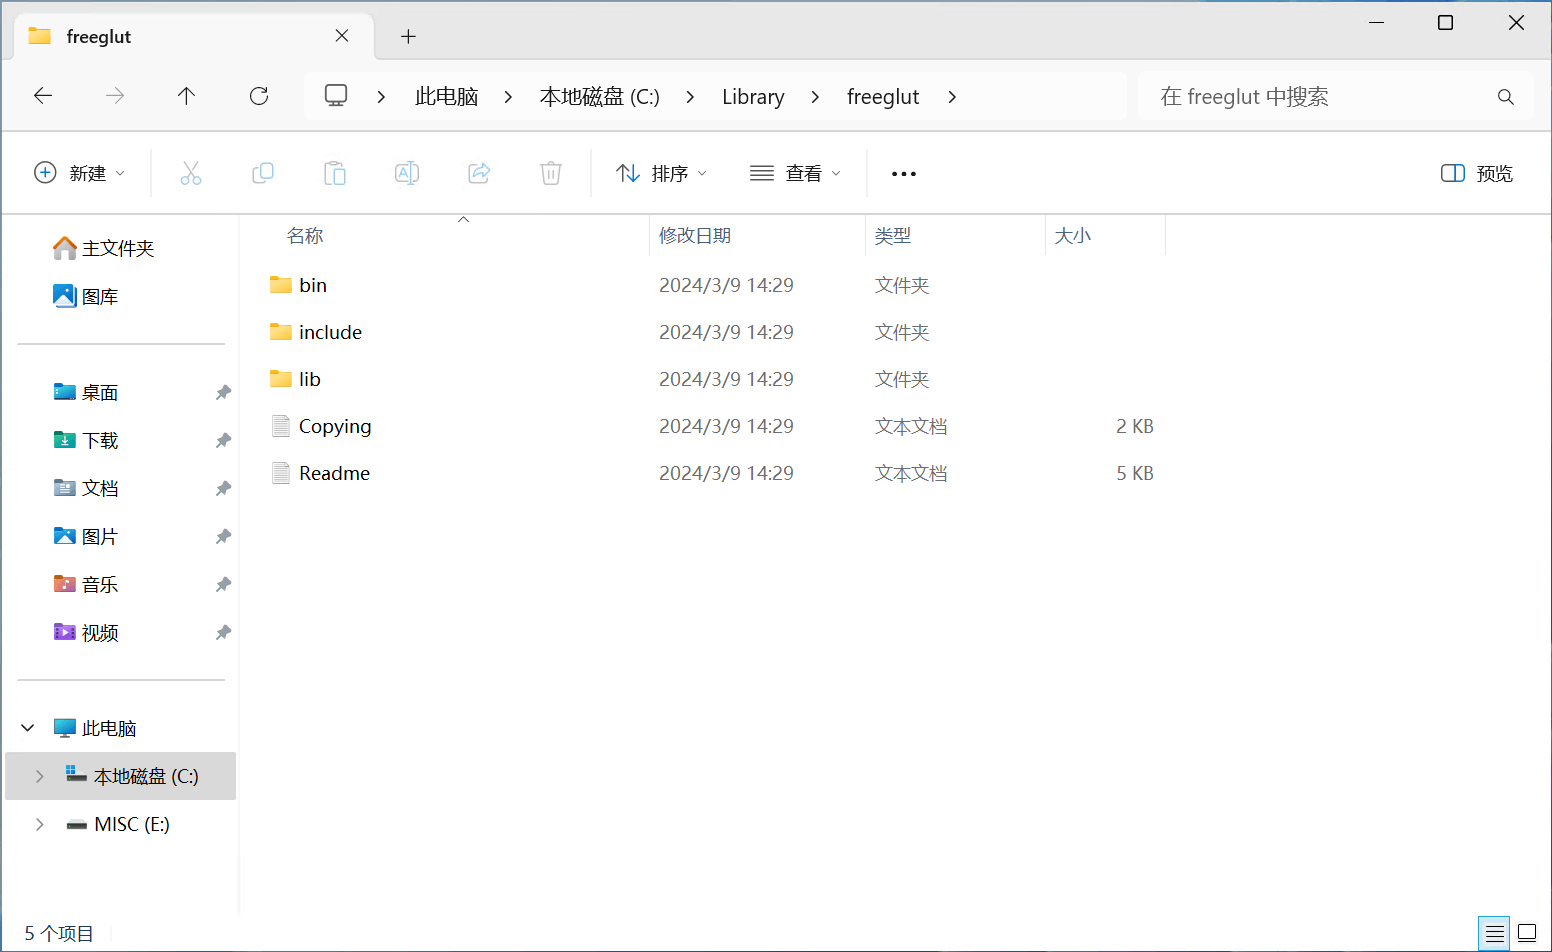 freeglut
此电脑 本地磁盘 (C:) Library freeglut
在 freeglut 中搜索
新建 排序 查看 预览
主文件夹
图库
桌面
下载
文档
图片
音乐
视频
此电脑
本地磁盘 (C:)
MISC (E:)
名称 修改日期 类型 大小
bin 2024/3/9 14:29 文件夹
include 2024/3/9 14:29 文件夹
lib 2024/3/9 14:29 文件夹
Copying 2024/3/9 14:29 文本文档 2 KB
Readme 2024/3/9 14:29 文本文档 5 KB
5 个项目